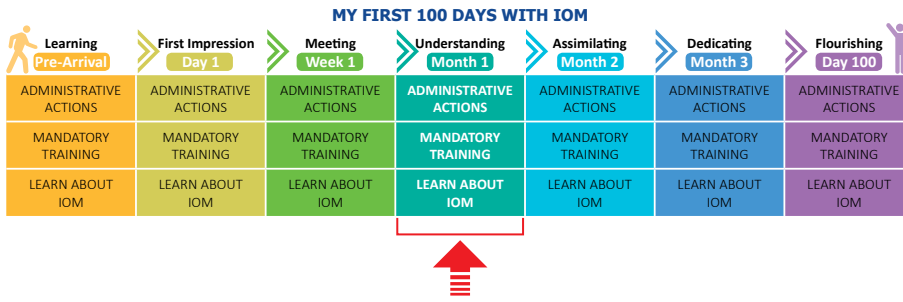 MY FIRST 100 DAYS WITH IOM
Learning
Pre-Arrival
First Impression
Day 1
Meeting
Week 1
Understanding
Month 1
Assimilating
Month 2
Dedicating
Month 3
Flourishing
Day 100
ADMINISTRATIVE
ACTIONS
ADMINISTRATIVE
ACTIONS
ADMINISTRATIVE
ACTIONS
ADMINISTRATIVE
ACTIONS
ADMINISTRATIVE
ACTIONS
ADMINISTRATIVE
ACTIONS
ADMINISTRATIVE
ACTIONS
MANDATORY
TRAINING
MANDATORY
TRAINING
MANDATORY
TRAINING
MANDATORY
TRAINING
MANDATORY
TRAINING
MANDATORY
TRAINING
MANDATORY
TRAINING
LEARN ABOUT
IOM
LEARN ABOUT
IOM
LEARN ABOUT
IOM
LEARN ABOUT
IOM
LEARN ABOUT
IOM
LEARN ABOUT
IOM
LEARN ABOUT
IOM